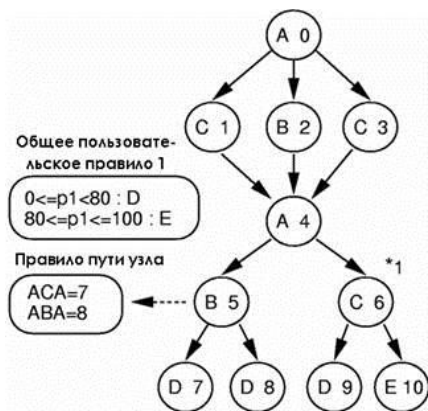 A 0
C 1
B 2
C 3
Общее пользовате-
льское правило 1
0<=p1<80 : D
80<=p1<=100 : E
A 4
Правило пути узла
ACA=7
ABA=8
B 5
C 6
*1
D 7
D 8
D 9
E 10